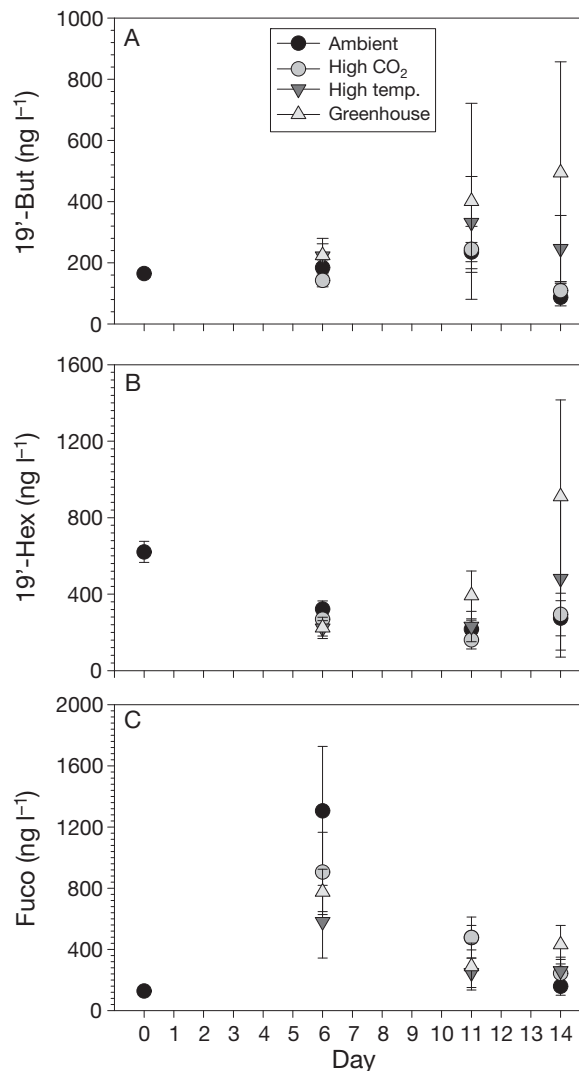 A
Ambient
High CO₂
High temp.
Greenhouse
1000
800
600
400
200
0
19’-But (ng l⁻¹)
B
1600
1200
800
400
0
19’-Hex (ng l⁻¹)
C
2000
1600
1200
800
400
0
Fuco (ng l⁻¹)
0 1 2 3 4 5 6 7 8 9 10 11 12 13 14
Day